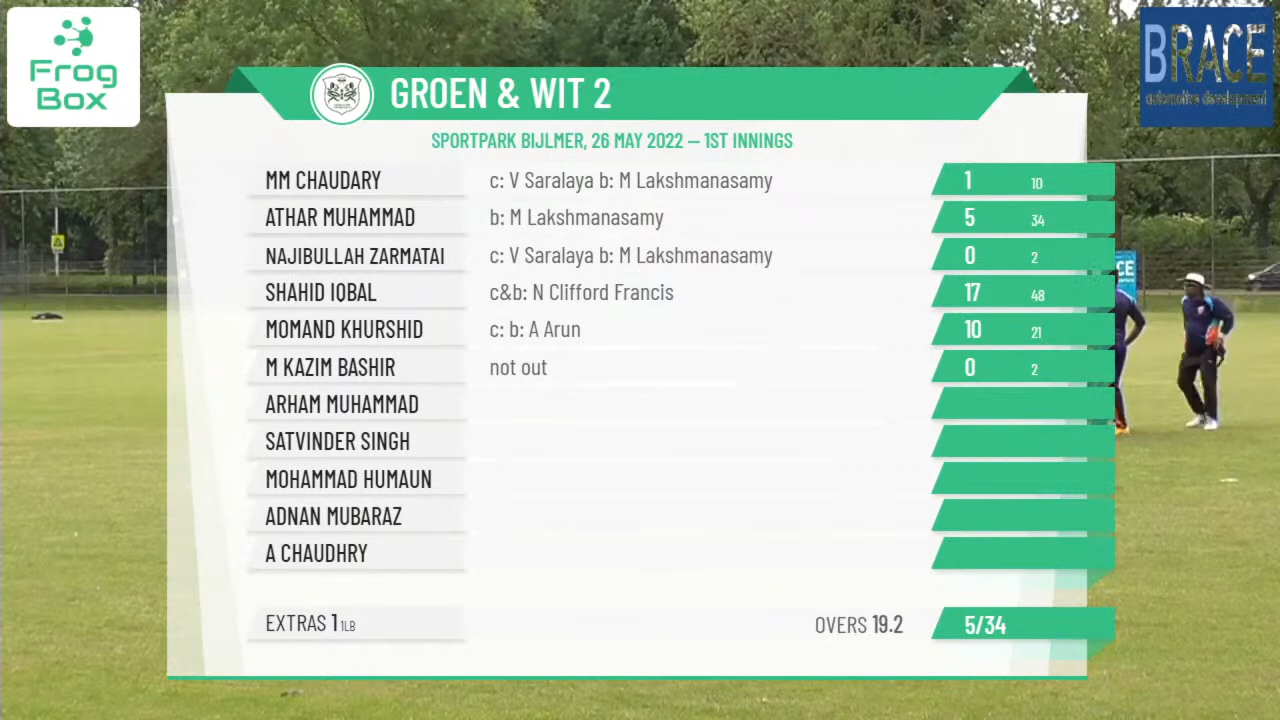 Frog
Box
BRACE
automotive development
GROEN & WIT 2
SPORTPARK BIJLMER, 26 MAY 2022 – 1ST INNINGS
MM CHAUDARY c: V Saralaya b: M Lakshmanasamy 1 10
ATHAR MUHAMMAD b: M Lakshmanasamy 5 34
NAJIBULLAH ZARMATAI c: V Saralaya b: M Lakshmanasamy 0 2
SHAHID IQBAL c&b: N Clifford Francis 17 48
MOMAND KHURSHID c: b: A Arun 10 21
M KAZIM BASHIR not out 0 2
ARHAM MUHAMMAD
SATVINDER SINGH
MOHAMMAD HUMAUN
ADNAN MUBARAZ
A CHAUDHRY
EXTRAS 1 1LB OVERS 19.2 5/34
CE